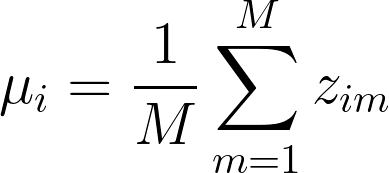 μ_i = \frac{1}{M} \sum_{m=1}^{M} z_{im}